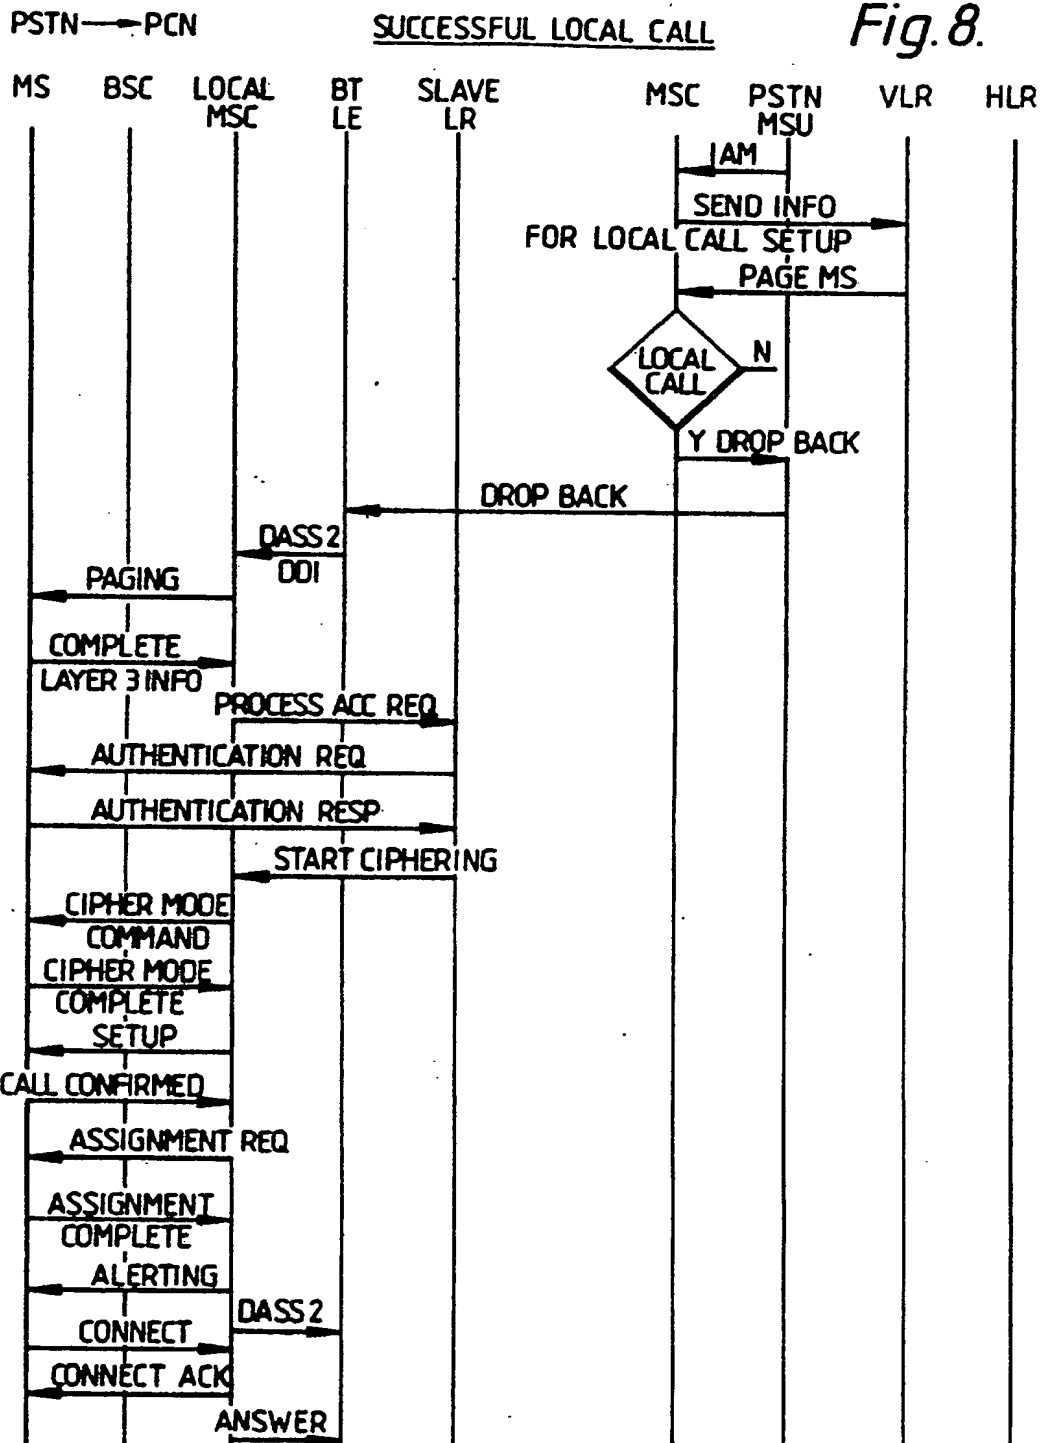 PSTN → PCN
SUCCESSFUL LOCAL CALL
Fig. 8.
MS BSC LOCAL MSC BT LE SLAVE LR MSC PSTN MSU VLR HLR
IAM
SEND INFO
FOR LOCAL CALL SETUP
PAGE MS
LOCAL
CALL
N
Y DROP BACK
DROP BACK
DASS 2
DDI
PAGING
COMPLETE
LAYER 3 INFO
PROCESS ACC REQ
AUTHENTICATION REQ
AUTHENTICATION RESP
START CIPHERING
CIPHER MODE
COMMAND
CIPHER MODE
COMPLETE
SETUP
CALL CONFIRMED
ASSIGNMENT REQ
ASSIGNMENT
COMPLETE
ALERTING
DASS 2
CONNECT
CONNECT ACK
ANSWER